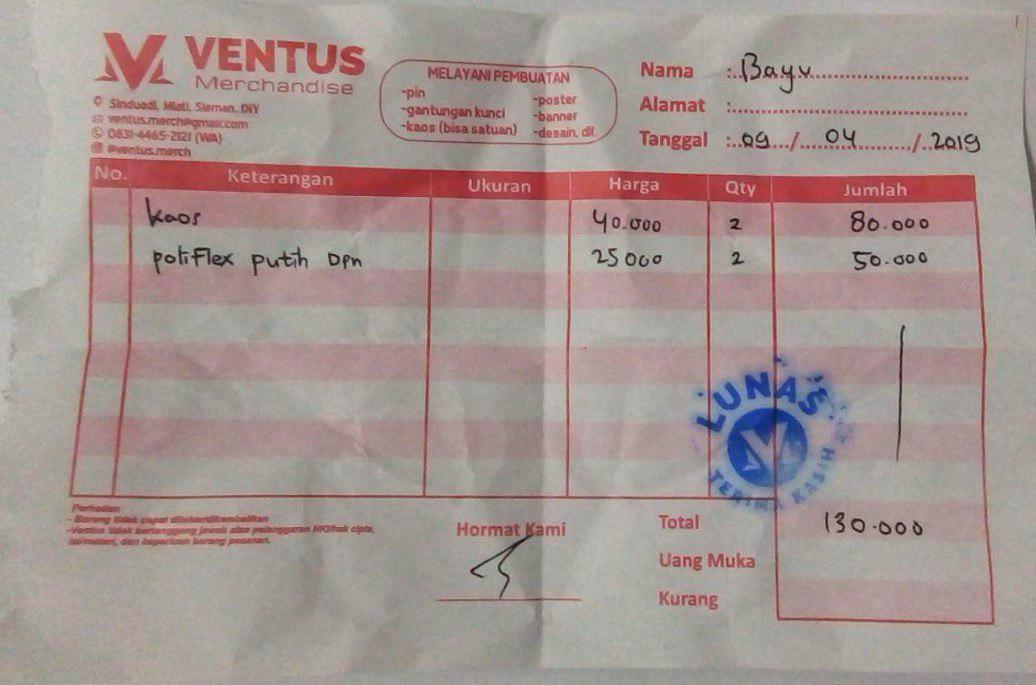 VENTUS
Merchandise
Sinduadi, Mlati, Sleman, DIY
ventus.merch@gmail.com
0831-4465-2121 (WA)
@ventus.merch
MELAYANI PEMBUATAN
-pin
-gantungan kunci
-kaos (bisa satuan)
-poster
-banner
-desain, dll.
Nama : Bayu
Alamat :
Tanggal : 09 / 04 / 2019
No. Keterangan Ukuran Harga Qty Jumlah
kaos 40.000 2 80.000
poliFlex putih Dpn 25000 2 50.000
LUNAS
TERIMA KASIH
Perhatian
- Barang tidak dapat ditukar/dikembalikan
- Ventus tidak bertanggung jawab atas pelanggaran HKI/hak cipta,
dan keperluan barang pesanan.
Hormat Kami
Total 130.000
Uang Muka
Kurang